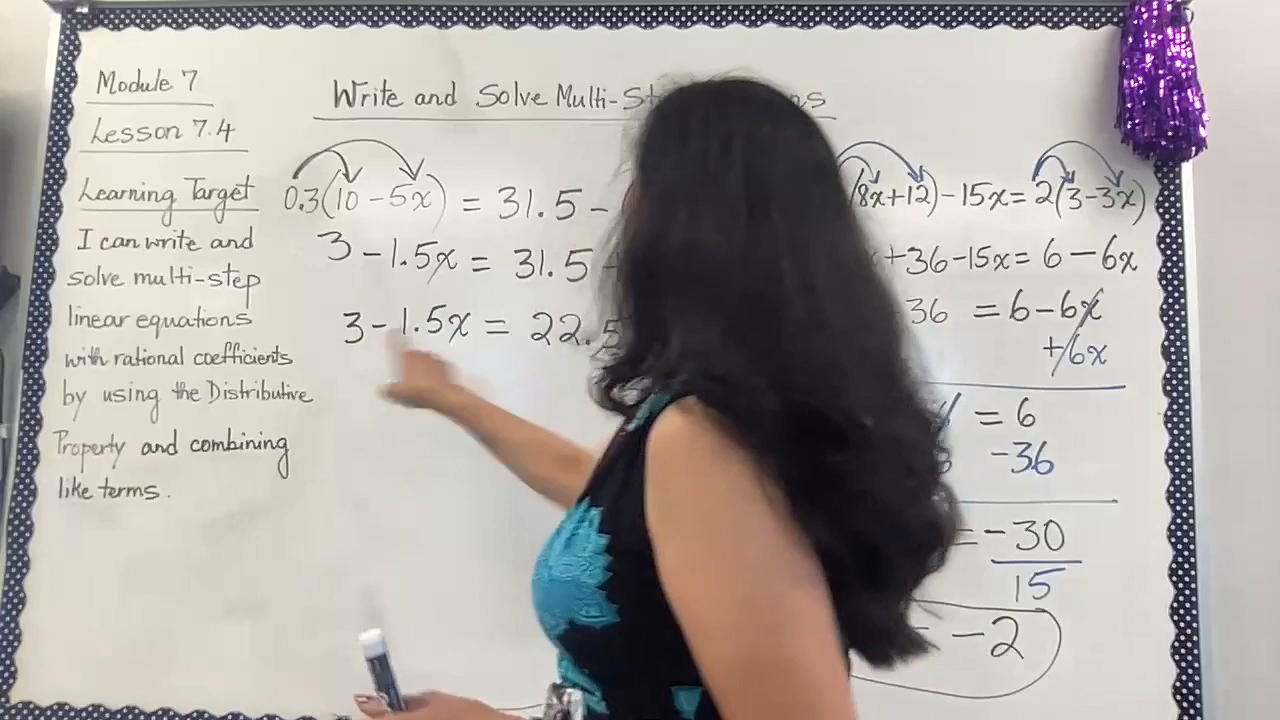 Module 7
Lesson 7.4
Learning Target
I can write and
solve multi-step
linear equations
with rational coefficients
by using the Distributive
Property and combining
like terms.
Write and Solve Multi-St
0.3(10 - 5x) = 31.5 -
3 - 1.5x = 31.5
3 - 1.5x = 22.5
(8x+12) - 15x = 2(3-3x)
+36 - 15x = 6 - 6x
36 = 6 - 6x
+6x
= 6
-36
= -30
15
-2